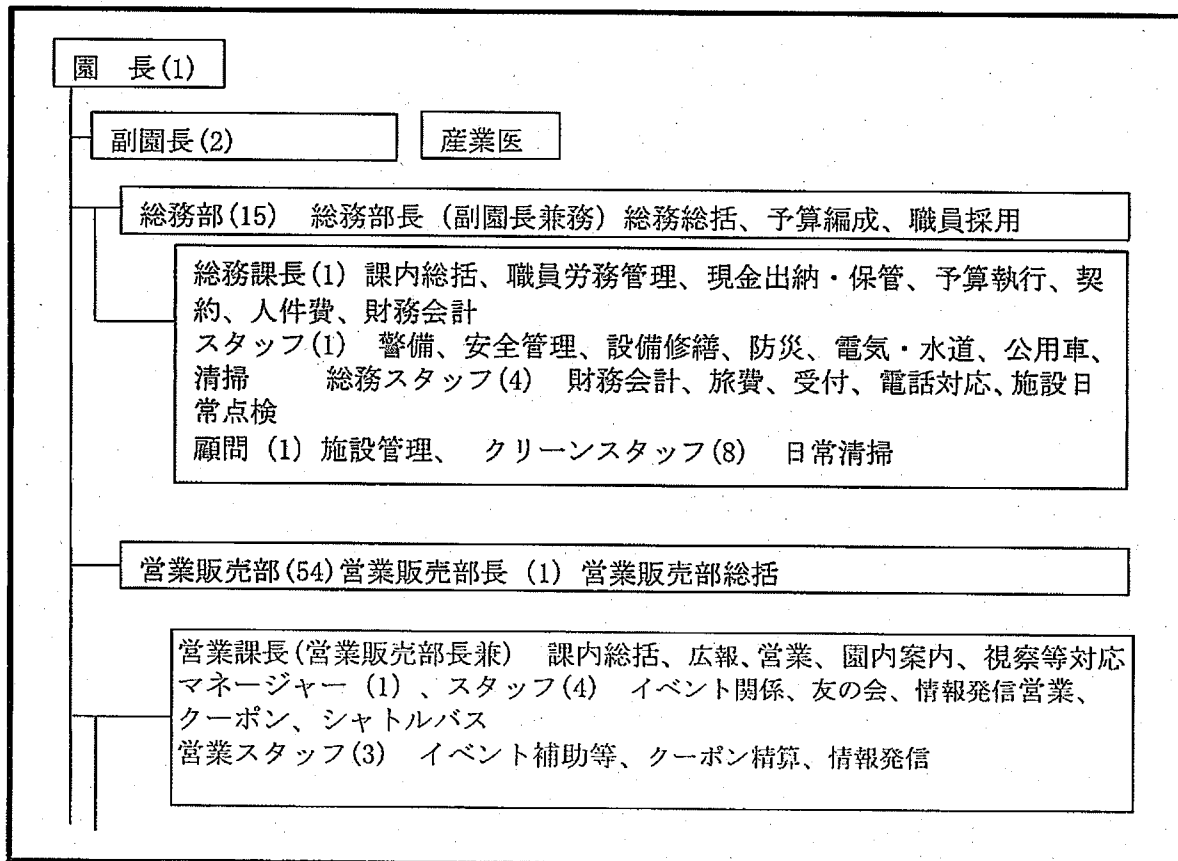 園　長(1)
副園長(2)　産業医
総務部(15)　総務部長（副園長兼務）総務総括、予算編成、職員採用
総務課長(1) 課内総括、職員労務管理、現金出納・保管、予算執行、契
約、人件費、財務会計
スタッフ(1)　警備、安全管理、設備修繕、防災、電気・水道、公用車、
清掃　　総務スタッフ(4)　財務会計、旅費、受付、電話対応、施設日
常点検
顧問（1）施設管理、　クリーンスタッフ(8)　日常清掃
営業販売部(54)営業販売部長（1）営業販売部総括
営業課長(営業販売部長兼)　課内総括、広報、営業、園内案内、視察等対応
マネージャー（1）、スタッフ(4)　イベント関係、友の会、情報発信営業、
クーポン、シャトルバス
営業スタッフ(3)　イベント補助等、クーポン精算、情報発信